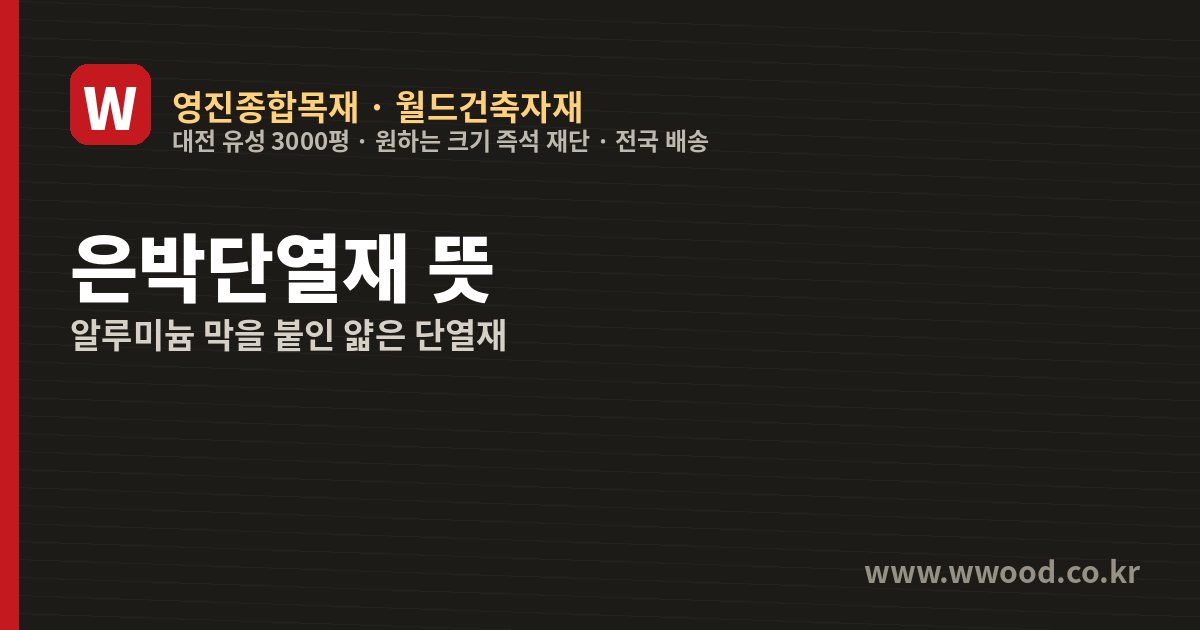 W
영진종합목재 · 월드건축자재
대전 유성 3000평 · 원하는 크기 즉석 재단 · 전국 배송
은박단열재 뜻
알루미늄 막을 붙인 얇은 단열재
www.wwood.co.kr